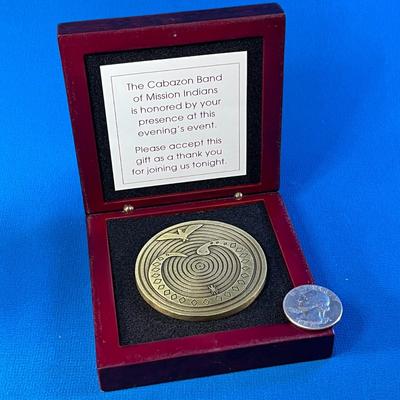 The Cabazon Band
of Mission Indians
is honored by your
presence at this
evening's event.
Please accept this
gift as a thank you
for joining us tonight.